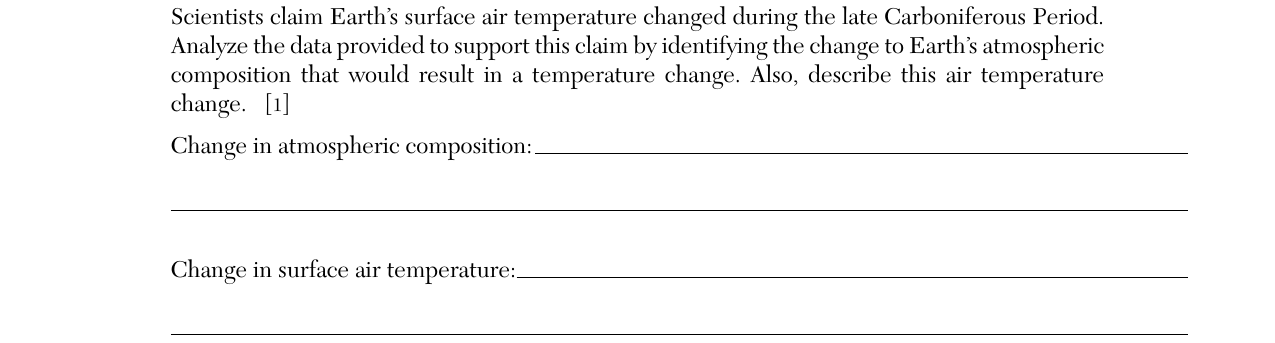 Scientists claim Earth’s surface air temperature changed during the late Carboniferous Period.
Analyze the data provided to support this claim by identifying the change to Earth’s atmospheric
composition that would result in a temperature change. Also, describe this air temperature
change. [1]
Change in atmospheric composition:
Change in surface air temperature: